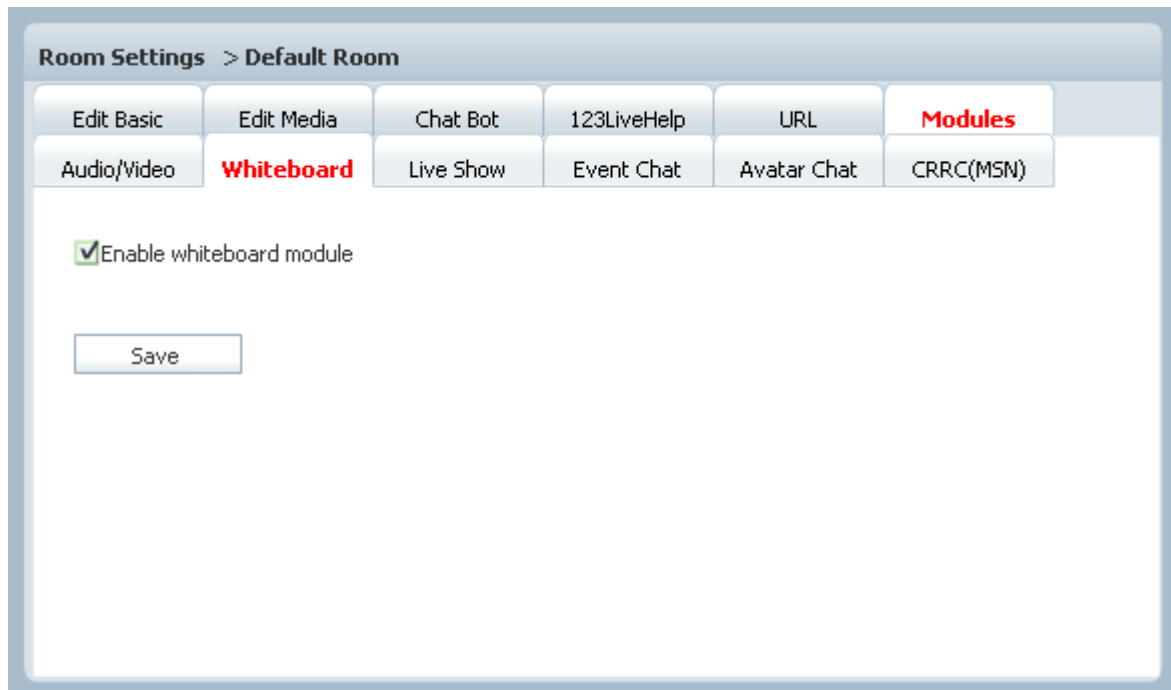 Room Settings > Default Room
Edit Basic Edit Media Chat Bot 123LiveHelp URL Modules
Audio/Video Whiteboard Live Show Event Chat Avatar Chat CRRC(MSN)
Enable whiteboard module
Save